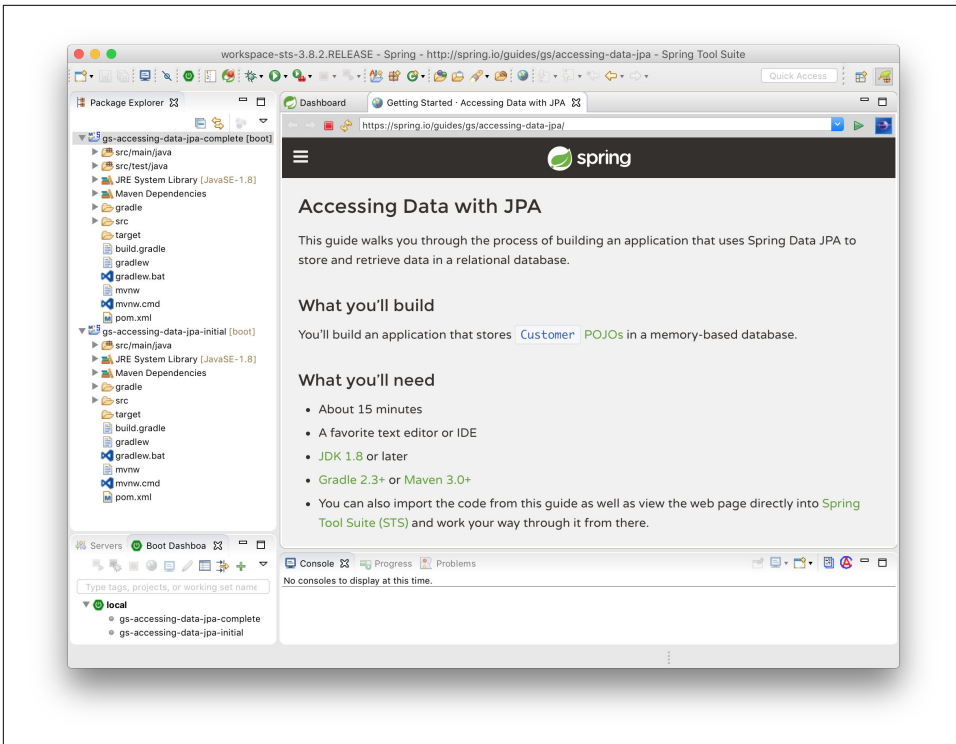 workspace-sts-3.8.2.RELEASE - Spring - http://spring.io/guides/gs/accessing-data-jpa - Spring Tool Suite
Quick Access
Package Explorer
gs-accessing-data-jpa-complete [boot]
src/main/java
src/test/java
JRE System Library [JavaSE-1.8]
Maven Dependencies
gradle
src
target
build.gradle
gradlew
gradlew.bat
mvnw
mvnw.cmd
pom.xml
gs-accessing-data-jpa-initial [boot]
src/main/java
JRE System Library [JavaSE-1.8]
Maven Dependencies
gradle
src
target
build.gradle
gradlew
gradlew.bat
mvnw
mvnw.cmd
pom.xml
Servers Boot Dashboa
Type tags, projects, or working set name
local
gs-accessing-data-jpa-complete
gs-accessing-data-jpa-initial
Dashboard Getting Started · Accessing Data with JPA
https://spring.io/guides/gs/accessing-data-jpa/
spring
Accessing Data with JPA
This guide walks you through the process of building an application that uses Spring Data JPA to
store and retrieve data in a relational database.
What you'll build
You'll build an application that stores Customer POJOs in a memory-based database.
What you'll need
• About 15 minutes
• A favorite text editor or IDE
• JDK 1.8 or later
• Gradle 2.3+ or Maven 3.0+
• You can also import the code from this guide as well as view the web page directly into Spring
Tool Suite (STS) and work your way through it from there.
Console Progress Problems
No consoles to display at this time.